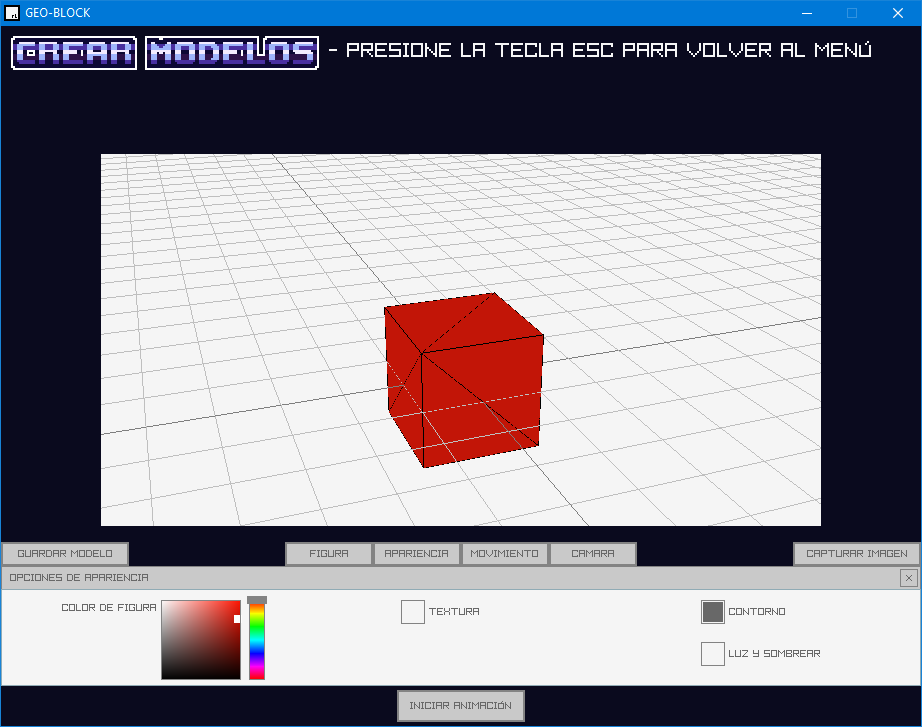 GEO-BLOCK
CREAR MODELOS - PRESIONE LA TECLA ESC PARA VOLVER AL MENÚ
GUARDAR MODELO
FIGURA
APARIENCIA
MOVIMIENTO
CAMARA
CAPTURAR IMAGEN
OPCIONES DE APARIENCIA
COLOR DE FIGURA
TEXTURA
CONTORNO
LUZ Y SOMBREAR
INICIAR ANIMACIÓN